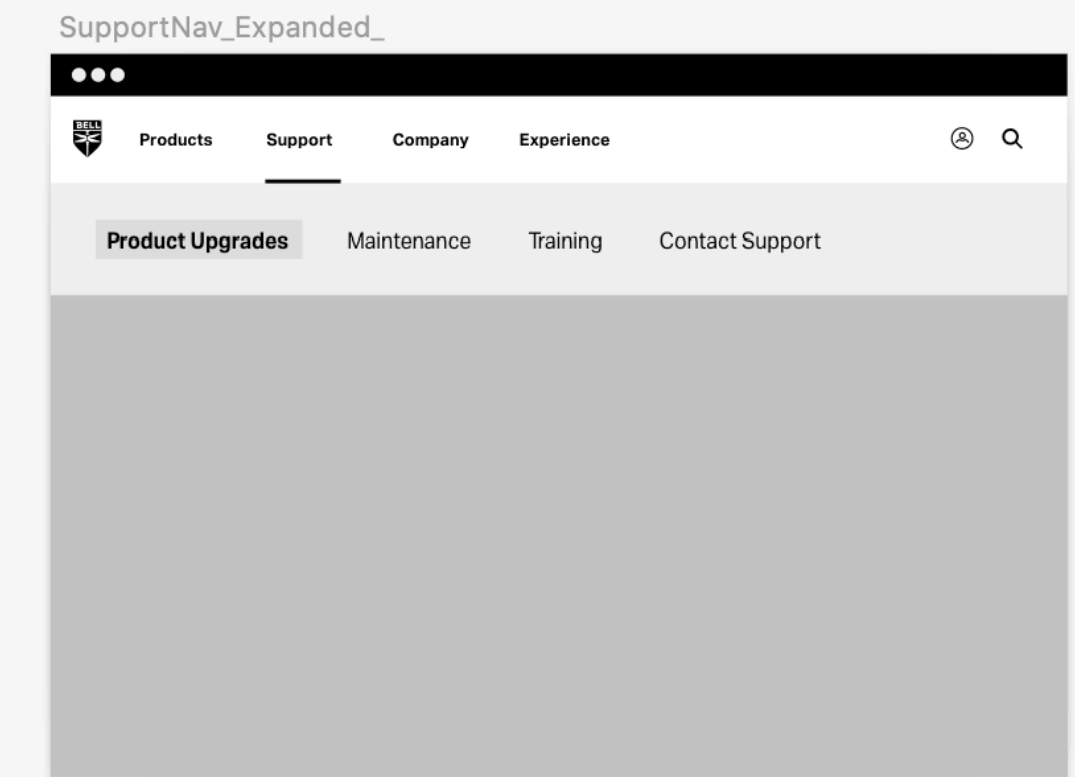 SupportNav_Expanded_
BELL
Products Support Company Experience
Product Upgrades Maintenance Training Contact Support